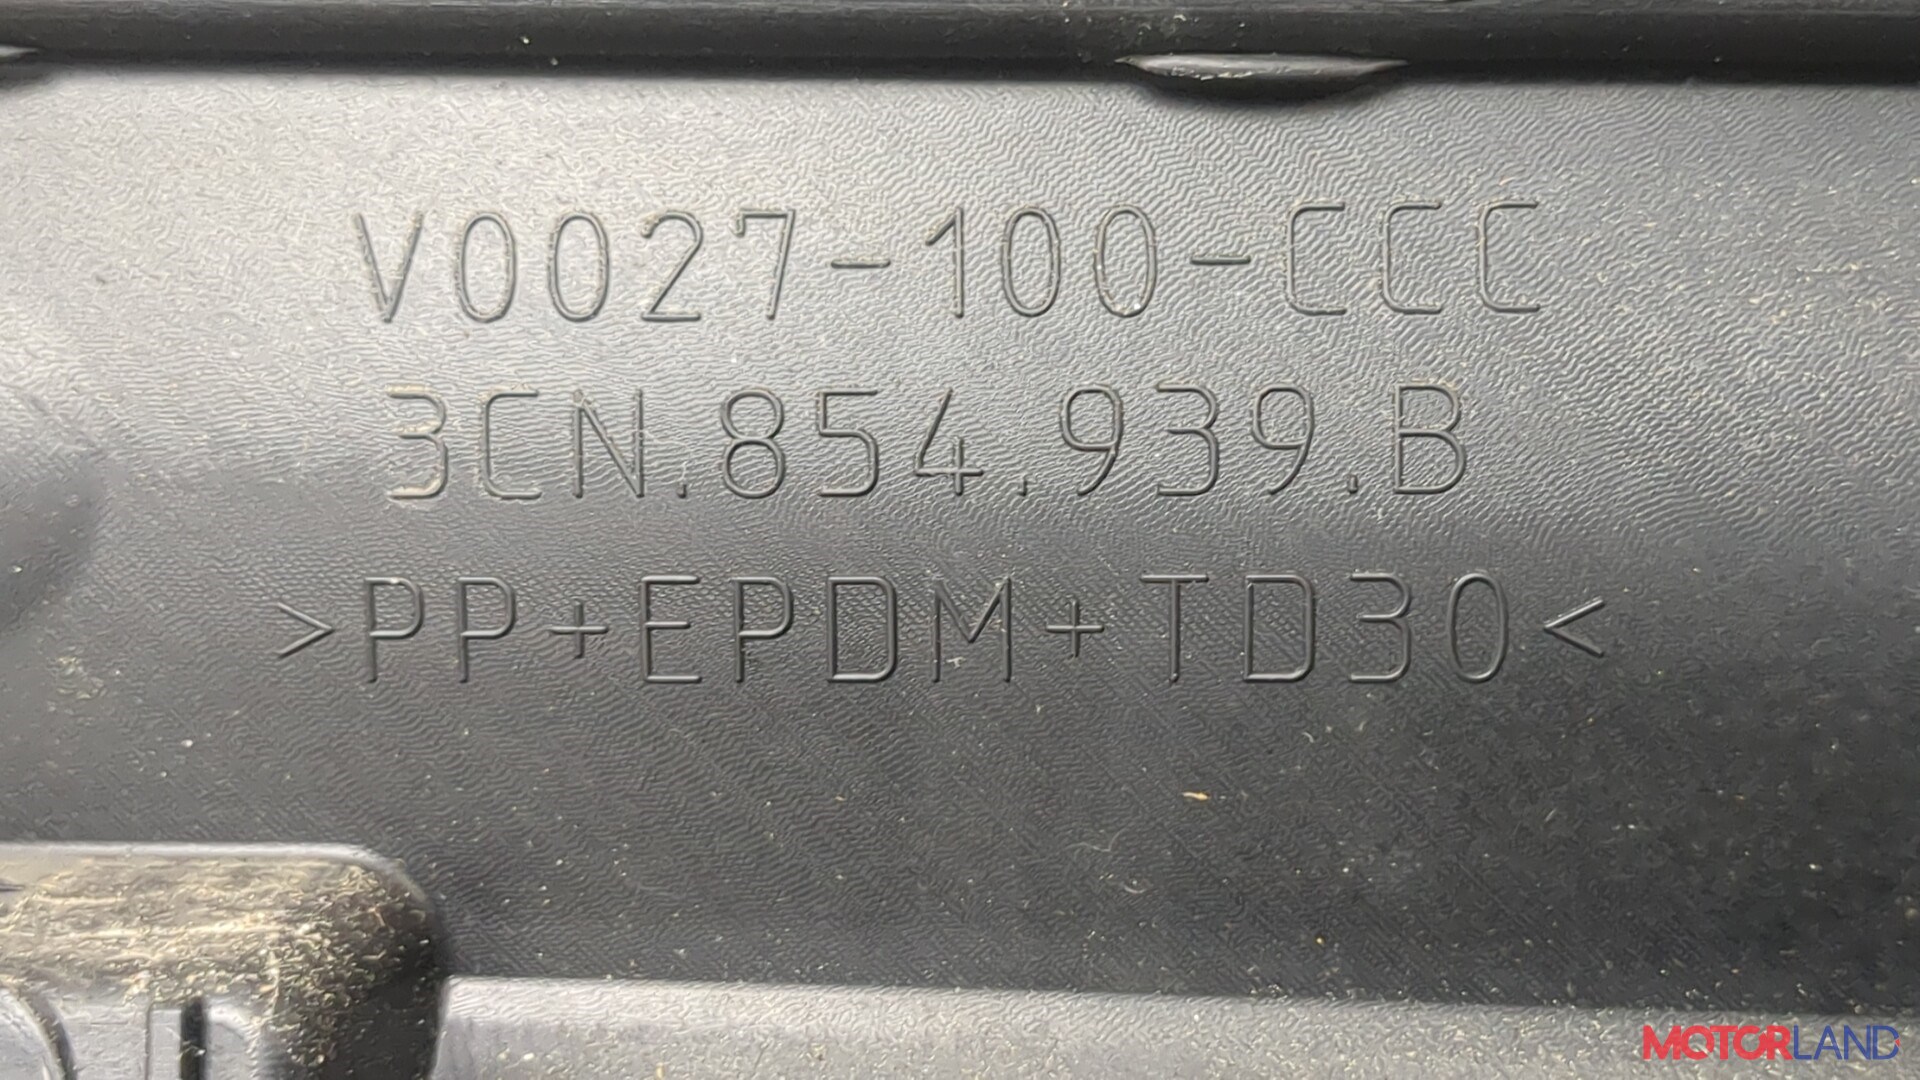 V0027-100-CCC
3CN.854.939.B
>PP+EPDM+TD30<
MOTORLAND